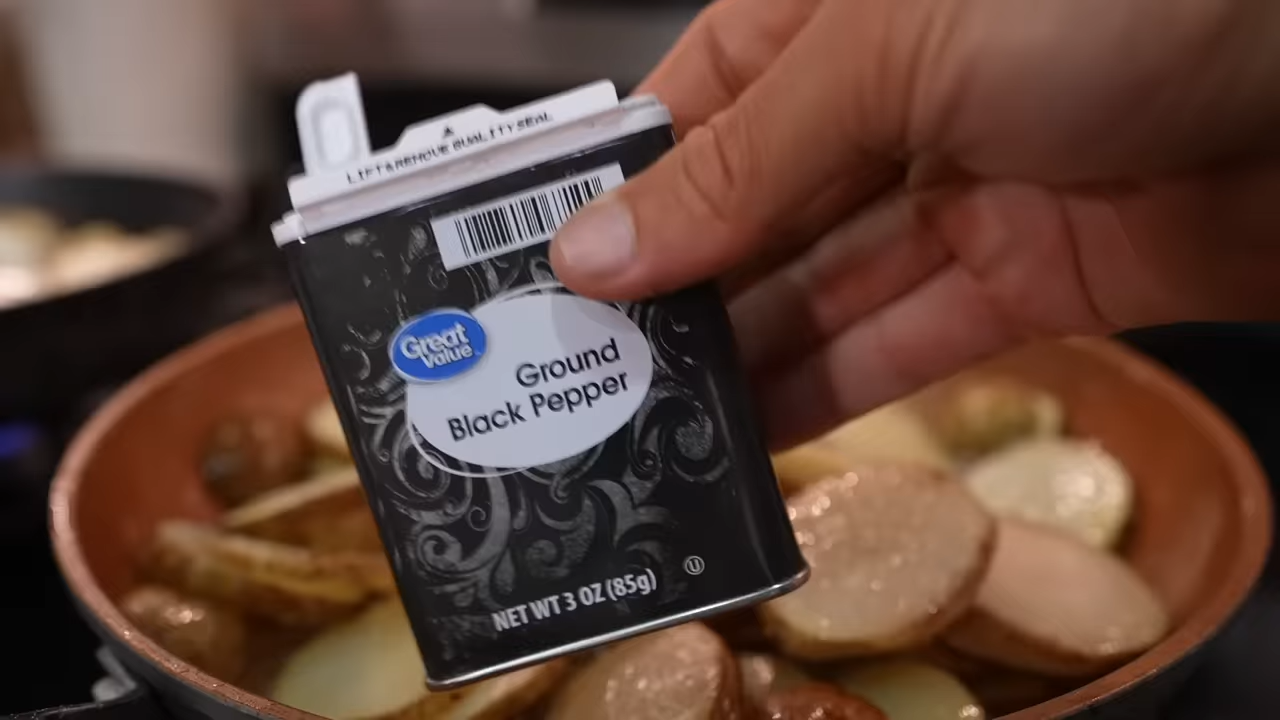 LIFT & REMOVE QUALITY SEAL
Great
Value
Ground
Black Pepper
NET WT 3 OZ (85g)
U